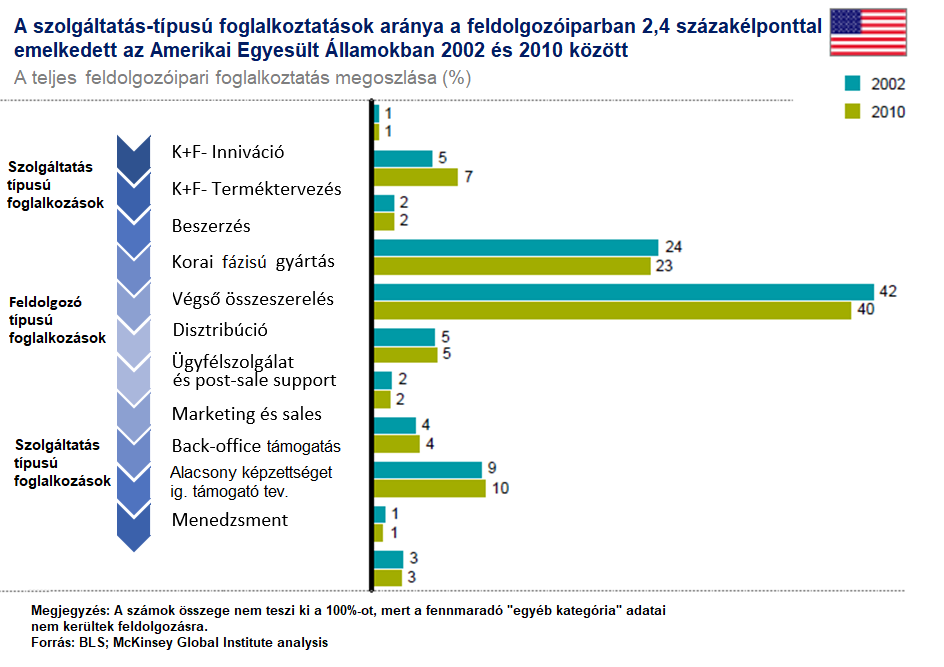 A szolgáltatás-típusú foglalkoztatások aránya a feldolgozóiparban 2,4 százakélponttal
emelkedett az Amerikai Egyesült Államokban 2002 és 2010 között
A teljes feldolgozóipari foglalkoztatás megoszlása (%)
2002
2010
Szolgáltatás
típusú
foglalkozások
Feldolgozó
típusú
foglalkozások
Szolgáltatás
típusú
foglalkozások
K+F- Inniváció
K+F- Terméktervezés
Beszerzés
Korai fázisú gyártás
Végső összeszerelés
Disztribúció
Ügyfélszolgálat
és post-sale support
Marketing és sales
Back-office támogatás
Alacsony képzettséget
ig. támogató tev.
Menedzsment
1
1
5
7
2
2
24
23
42
40
5
5
2
2
4
4
9
10
1
1
3
3
Megjegyzés: A számok összege nem teszi ki a 100%-ot, mert a fennmaradó "egyéb kategória" adatai
nem kerültek feldolgozásra.
Forrás: BLS; McKinsey Global Institute analysis